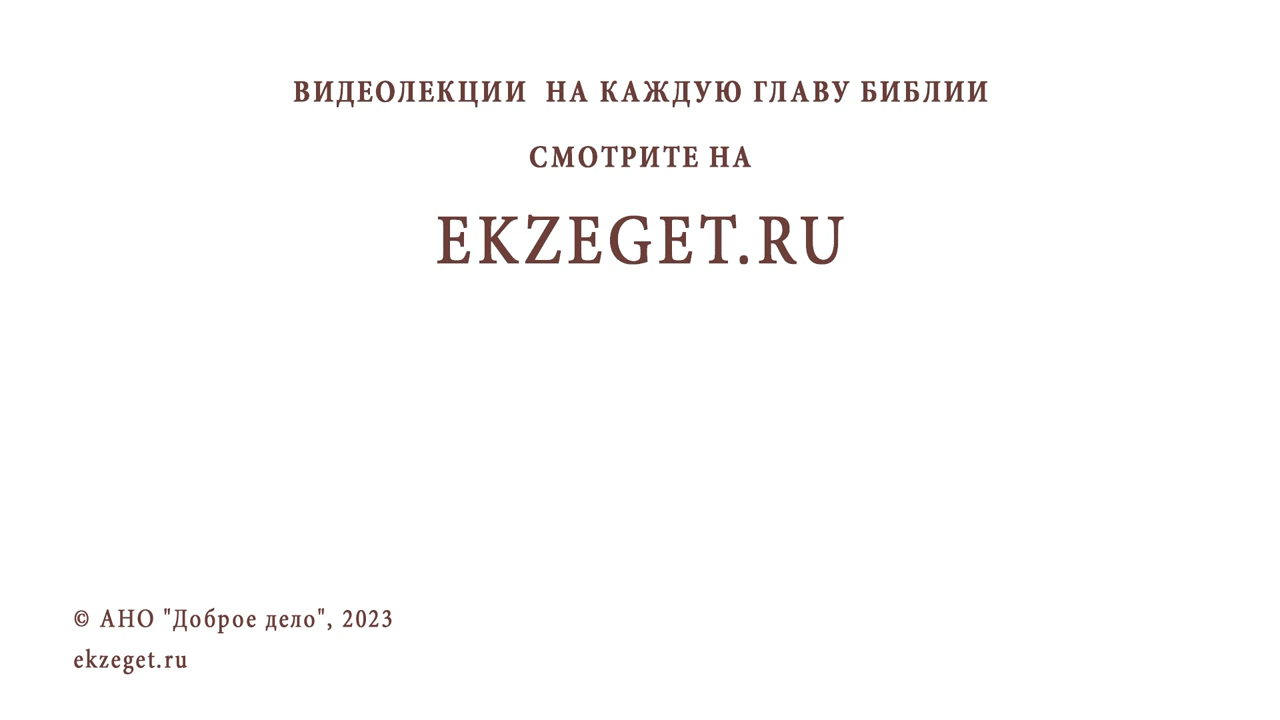 ВИДЕОЛЕКЦИИ НА КАЖДУЮ ГЛАВУ БИБЛИИ
СМОТРИТЕ НА
EKZEGET.RU
© АНО "Доброе дело", 2023
ekzeget.ru